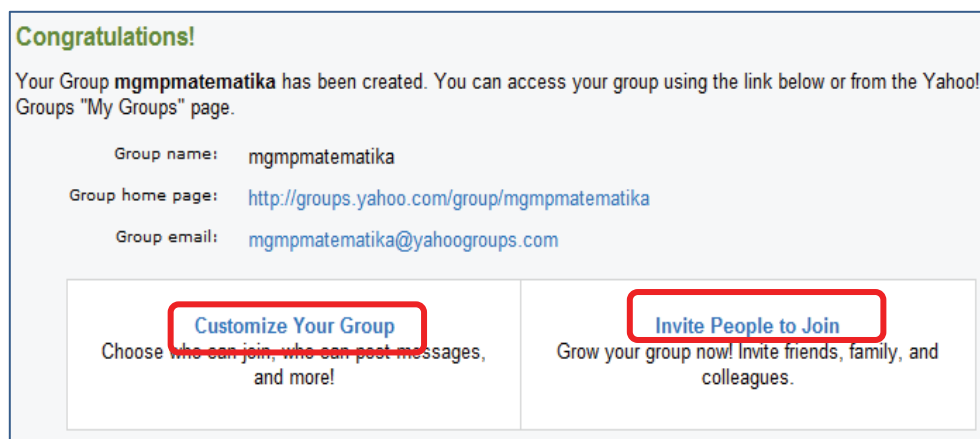 Congratulations!
Your Group mgmpmatematika has been created. You can access your group using the link below or from the Yahoo!
Groups "My Groups" page.
Group name: mgmpmatematika
Group home page: http://groups.yahoo.com/group/mgmpmatematika
Group email: mgmpmatematika@yahoogroups.com
Customize Your Group
Choose who can join, who can post messages,
and more!
Invite People to Join
Grow your group now! Invite friends, family, and
colleagues.